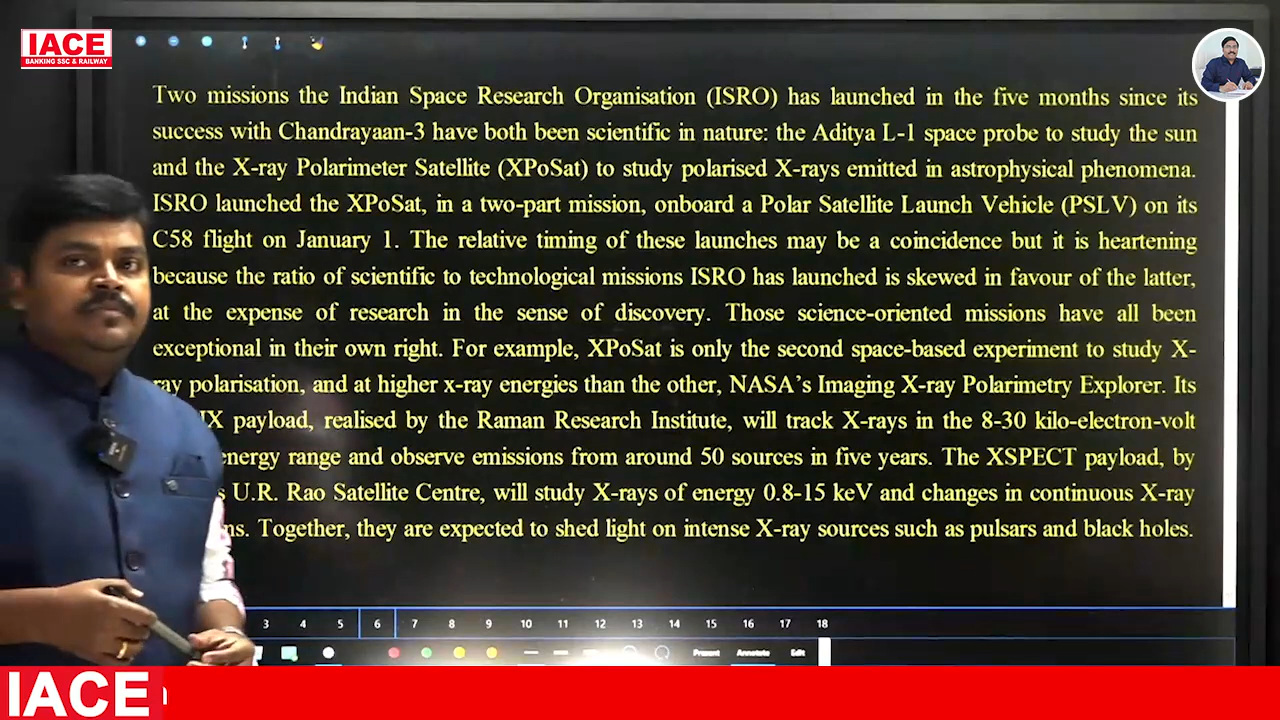 IACE
BANKING SSC & RAILWAY
Two missions the Indian Space Research Organisation (ISRO) has launched in the five months since its
success with Chandrayaan-3 have both been scientific in nature: the Aditya L-1 space probe to study the sun
and the X-ray Polarimeter Satellite (XPoSat) to study polarised X-rays emitted in astrophysical phenomena.
ISRO launched the XPoSat, in a two-part mission, onboard a Polar Satellite Launch Vehicle (PSLV) on its
C58 flight on January 1. The relative timing of these launches may be a coincidence but it is heartening
because the ratio of scientific to technological missions ISRO has launched is skewed in favour of the latter,
at the expense of research in the sense of discovery. Those science-oriented missions have all been
exceptional in their own right. For example, XPoSat is only the second space-based experiment to study X-
ray polarisation, and at higher x-ray energies than the other, NASA's Imaging X-ray Polarimetry Explorer. Its
IX payload, realised by the Raman Research Institute, will track X-rays in the 8-30 kilo-electron-volt
energy range and observe emissions from around 50 sources in five years. The XSPECT payload, by
U.R. Rao Satellite Centre, will study X-rays of energy 0.8-15 keV and changes in continuous X-ray
Together, they are expected to shed light on intense X-ray sources such as pulsars and black holes.
3 4 5 6 7 8 9 10 11 12 13 14 15 16 17 18
Present Annotate Edit
IACE